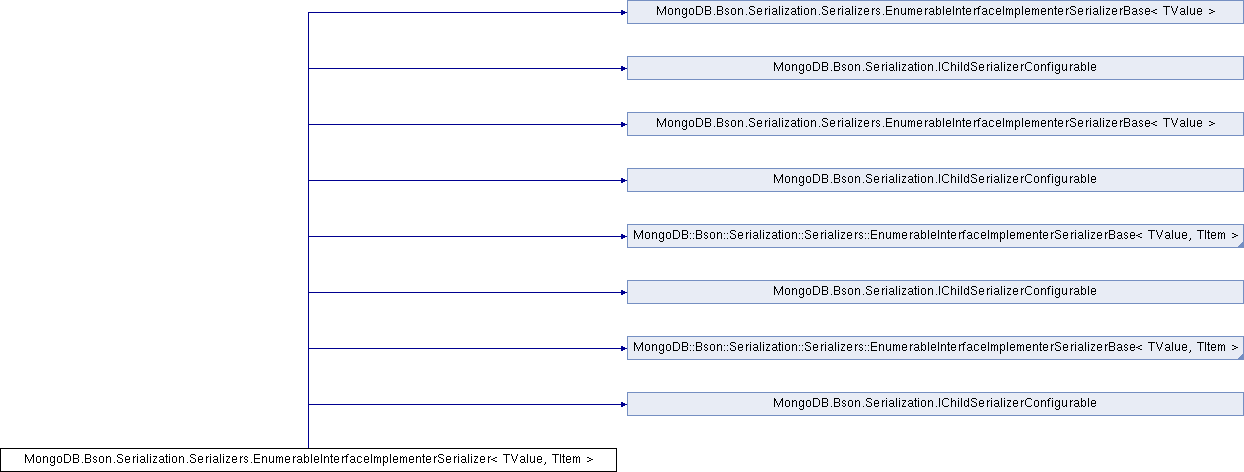 MongoDB.Bson.Serialization.Serializers.EnumerableInterfaceImplementerSerializerBase< TValue >
MongoDB.Bson.Serialization.IChildSerializerConfigurable
MongoDB.Bson.Serialization.Serializers.EnumerableInterfaceImplementerSerializerBase< TValue >
MongoDB.Bson.Serialization.IChildSerializerConfigurable
MongoDB::Bson::Serialization::Serializers::EnumerableInterfaceImplementerSerializerBase< TValue, TItem >
MongoDB.Bson.Serialization.IChildSerializerConfigurable
MongoDB::Bson::Serialization::Serializers::EnumerableInterfaceImplementerSerializerBase< TValue, TItem >
MongoDB.Bson.Serialization.IChildSerializerConfigurable
MongoDB.Bson.Serialization.Serializers.EnumerableInterfaceImplementerSerializer< TValue, TItem >